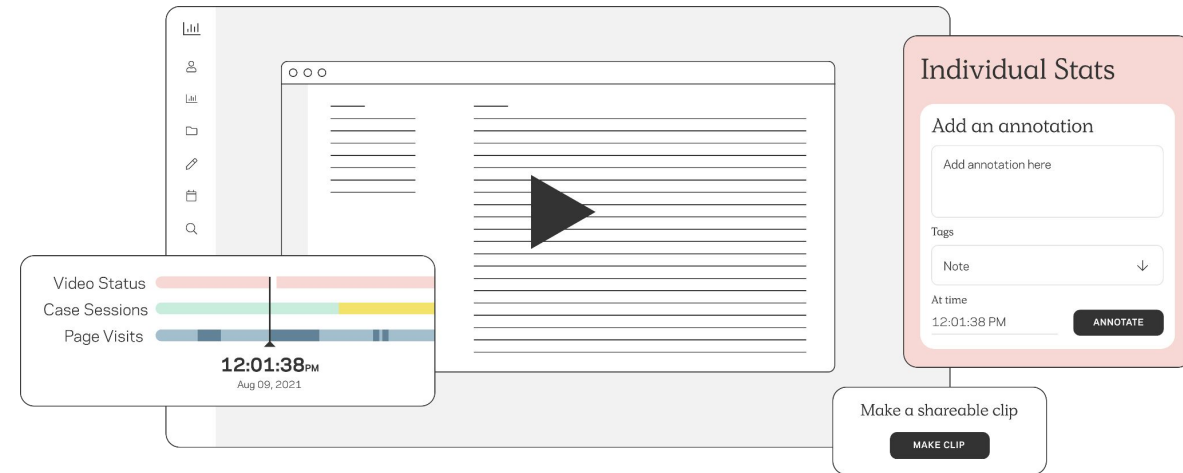 Individual Stats
Add an annotation
Add annotation here
Tags
Note
At time
12:01:38 PM
ANNOTATE
Video Status
Case Sessions
Page Visits
12:01:38PM
Aug 09, 2021
Make a shareable clip
MAKE CLIP